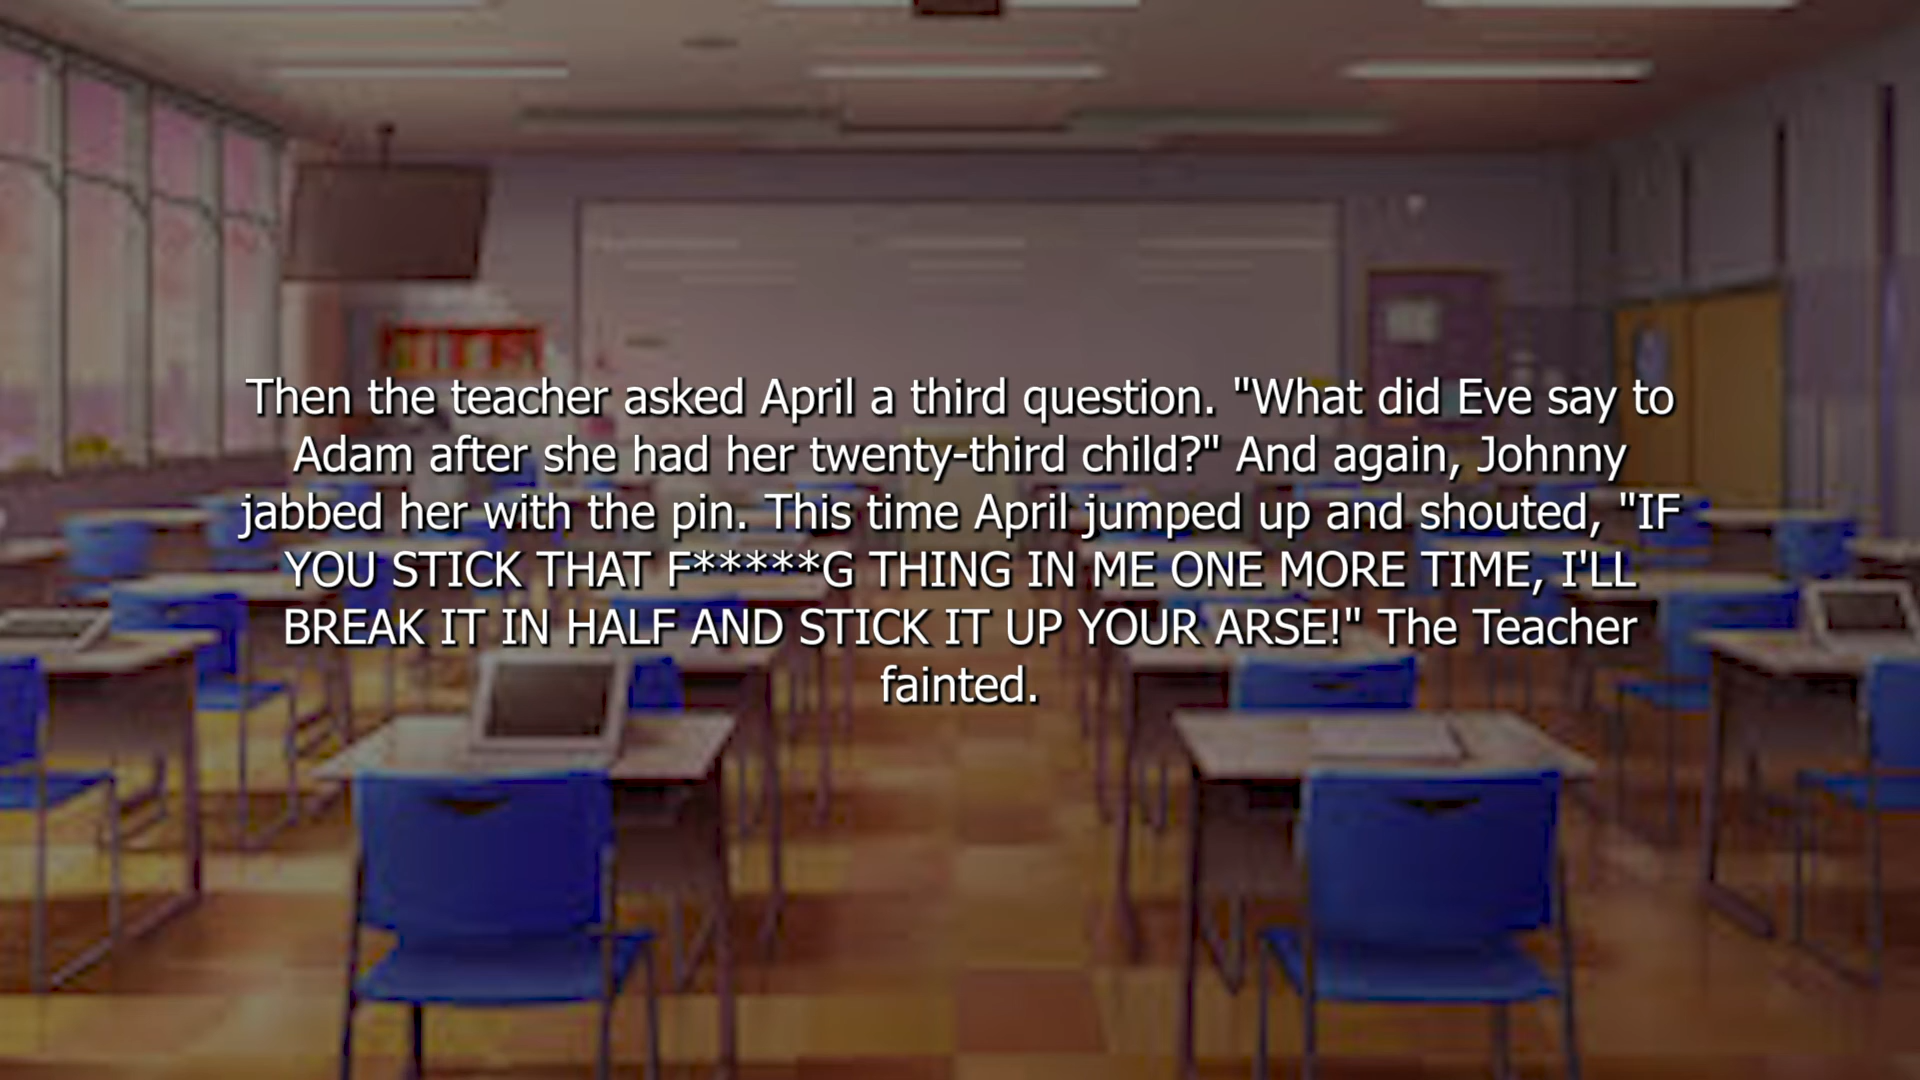 Then the teacher asked April a third question. "What did Eve say to
Adam after she had her twenty-third child?" And again, Johnny
jabbed her with the pin. This time April jumped up and shouted, "IF
YOU STICK THAT F*****G THING IN ME ONE MORE TIME, I'LL
BREAK IT IN HALF AND STICK IT UP YOUR ARSE!" The Teacher
fainted.